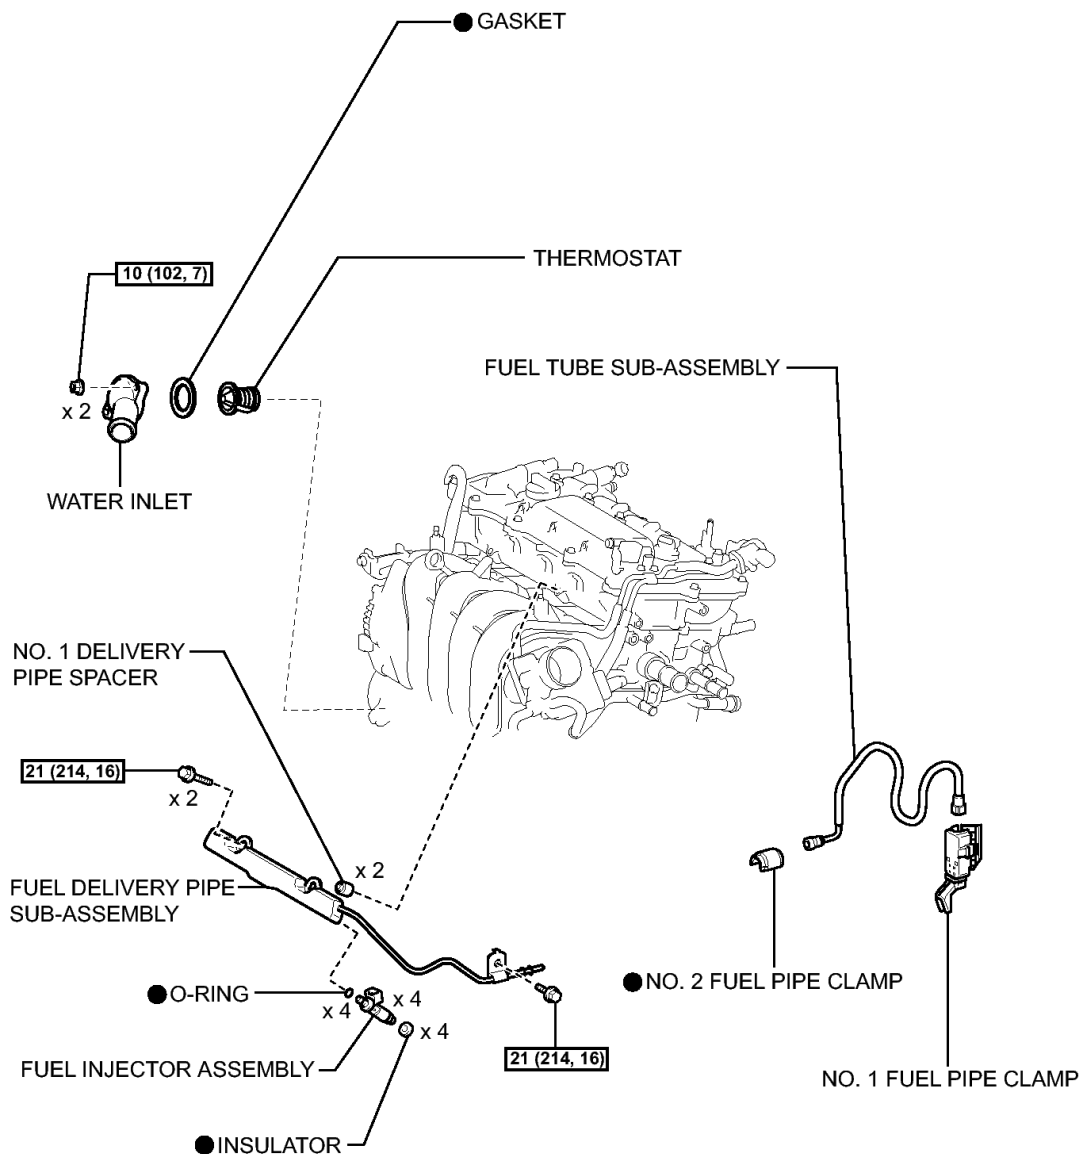 GASKET
THERMOSTAT
10 (102, 7)
FUEL TUBE SUB-ASSEMBLY
x 2
WATER INLET
NO. 1 DELIVERY
PIPE SPACER
21 (214, 16)
x 2
x 2
FUEL DELIVERY PIPE
SUB-ASSEMBLY
NO. 2 FUEL PIPE CLAMP
O-RING
x 4
x 4
x 4
21 (214, 16)
FUEL INJECTOR ASSEMBLY
NO. 1 FUEL PIPE CLAMP
INSULATOR